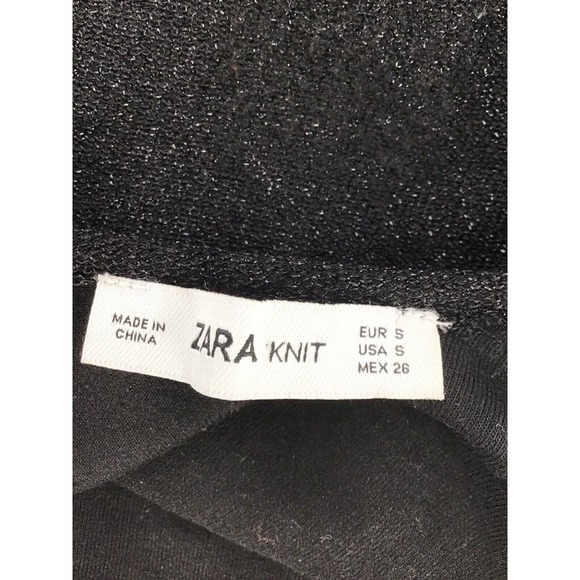 MADE IN
CHINA
ZARA KNIT
EUR S
USA S
MEX 26